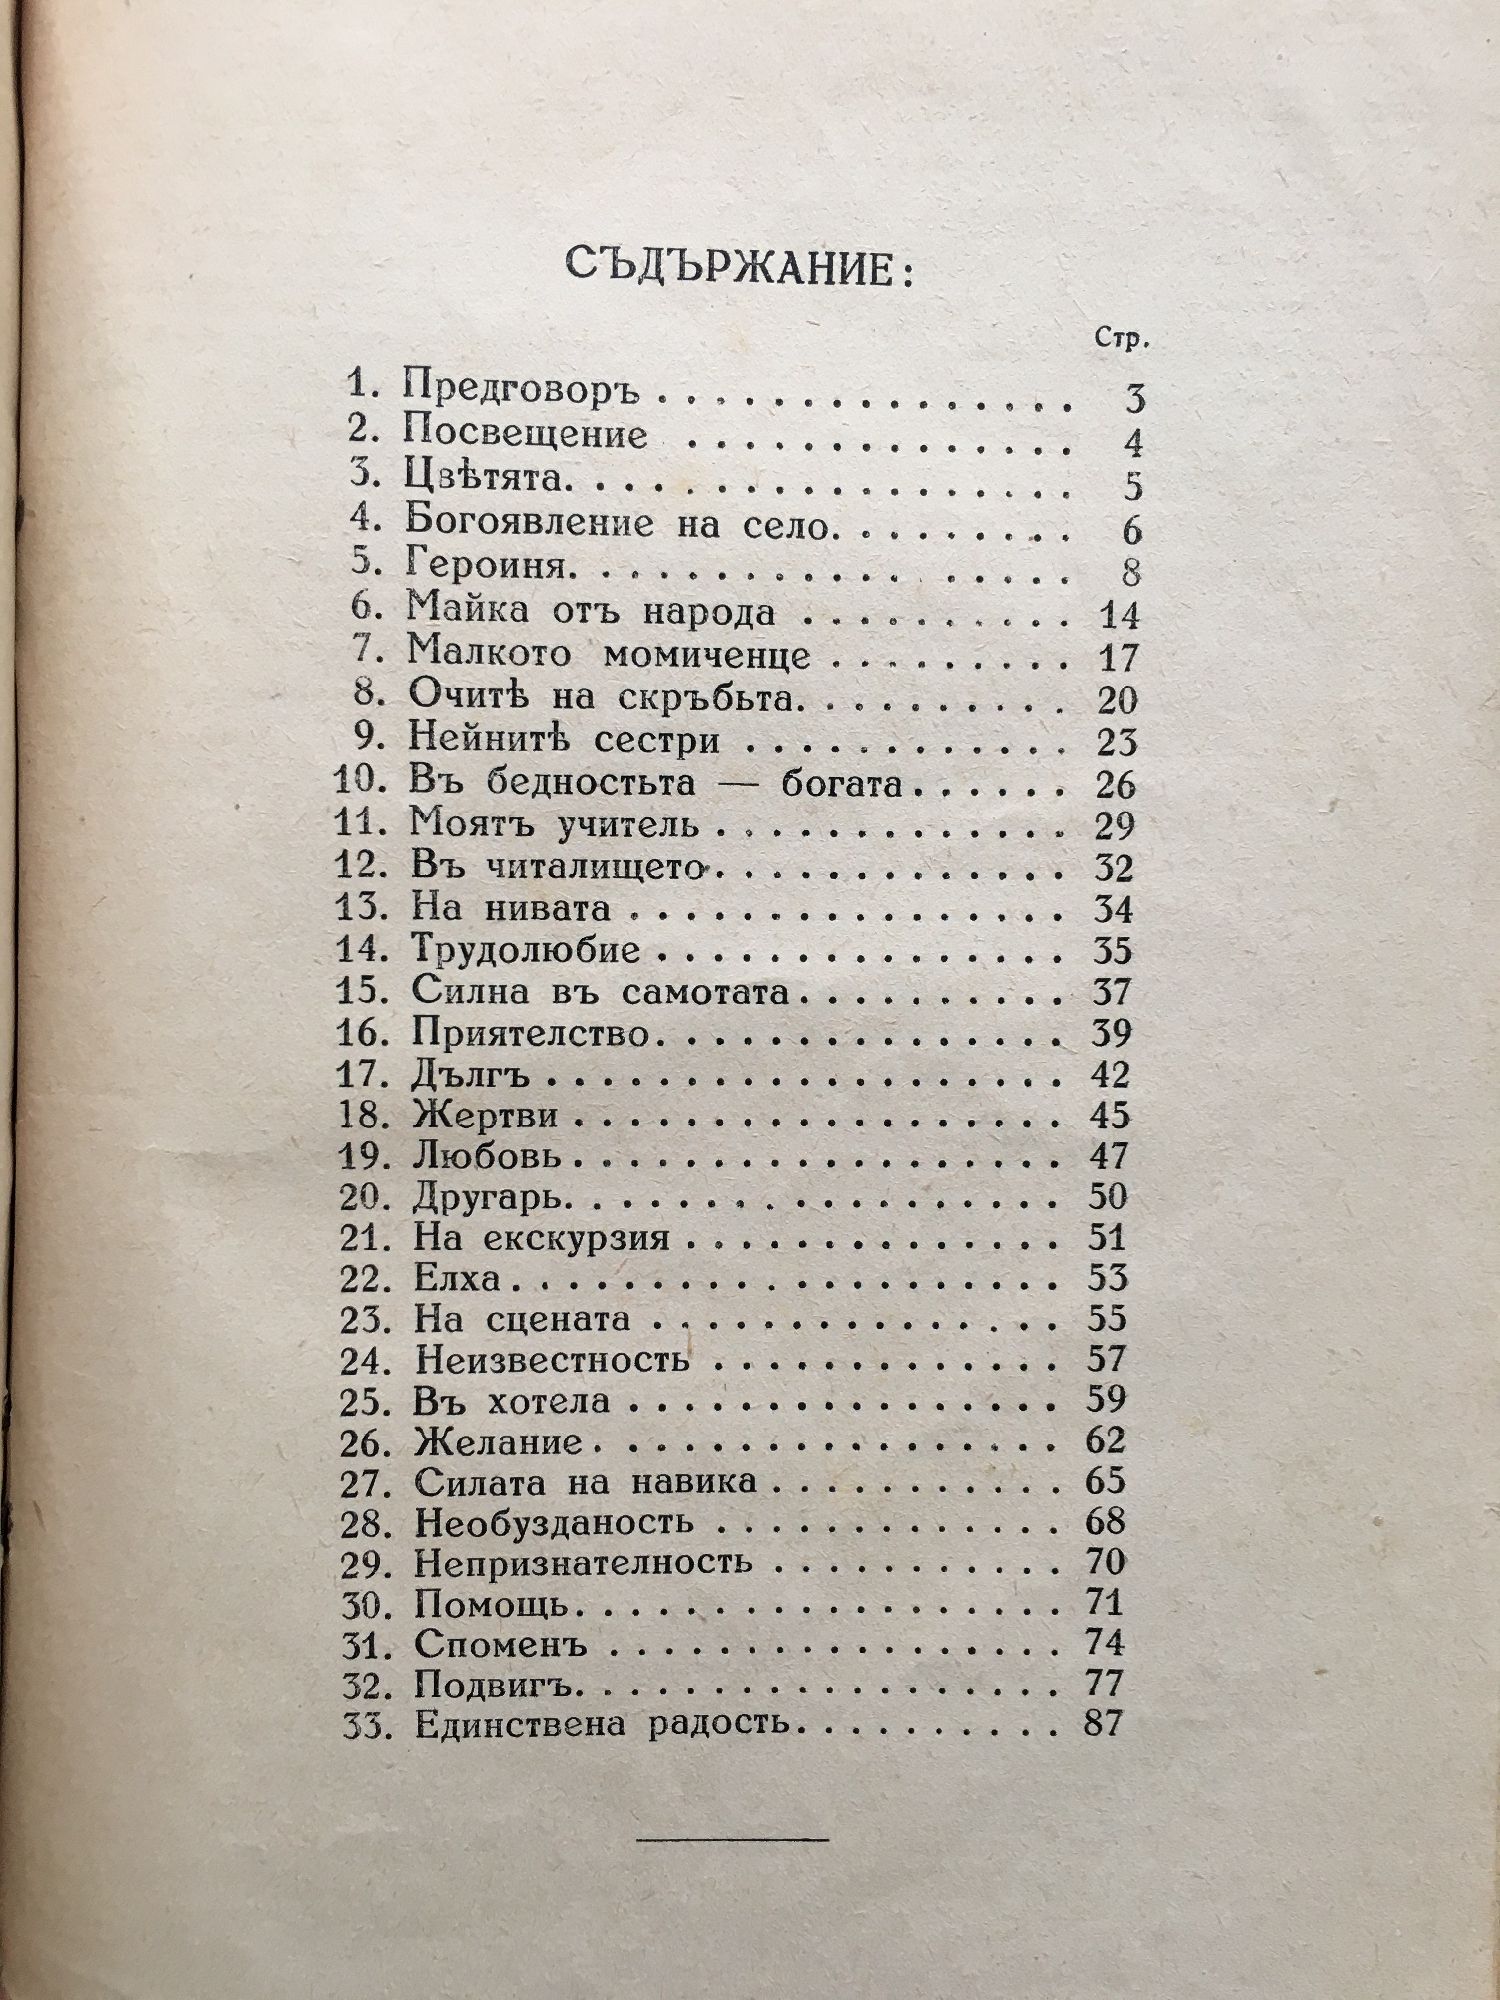 СЪДЪРЖАНИЕ:
Стр.
1. Предговоръ . . . . . . . . . . . . . . . 3
2. Посвещение . . . . . . . . . . . . . . 4
3. Цвѣтята. . . . . . . . . . . . . . . . . . 5
4. Богоявление на село. . . . . . . . . 6
5. Героиня. . . . . . . . . . . . . . . . . 8
6. Майка отъ народа . . . . . . . . . . 14
7. Малкото момиченце . . . . . . . . . 17
8. Очитѣ на скръбьта. . . . . . . . . . 20
9. Нейнитѣ сестри . . . . . . . . . . . . 23
10. Въ бедностьта — богата . . . . . . 26
11. Моятъ учитель . . . . . . . . . . . . . 29
12. Въ читалището . . . . . . . . . . . . . 32
13. На нивата . . . . . . . . . . . . . . . . 34
14. Трудолюбие . . . . . . . . . . . . . . . 35
15. Силна въ самотата . . . . . . . . . . 37
16. Приятелство. . . . . . . . . . . . . . . 39
17. Дългъ . . . . . . . . . . . . . . . . . . . 42
18. Жертви . . . . . . . . . . . . . . . . . . 45
19. Любовь . . . . . . . . . . . . . . . . . . 47
20. Другарь. . . . . . . . . . . . . . . . . . 50
21. На екскурзия . . . . . . . . . . . . . . 51
22. Елха . . . . . . . . . . . . . . . . . . . . 53
23. На сцената . . . . . . . . . . . . . . . 55
24. Неизвестность . . . . . . . . . . . . . 57
25. Въ хотела . . . . . . . . . . . . . . . . 59
26. Желание . . . . . . . . . . . . . . . . . 62
27. Силата на навика . . . . . . . . . . . 65
28. Необузданость . . . . . . . . . . . . . 68
29. Непризнателность . . . . . . . . . . . 70
30. Помощь. . . . . . . . . . . . . . . . . . 71
31. Споменъ . . . . . . . . . . . . . . . . . 74
32. Подвигъ. . . . . . . . . . . . . . . . . . 77
33. Единствена радость. . . . . . . . . . 87